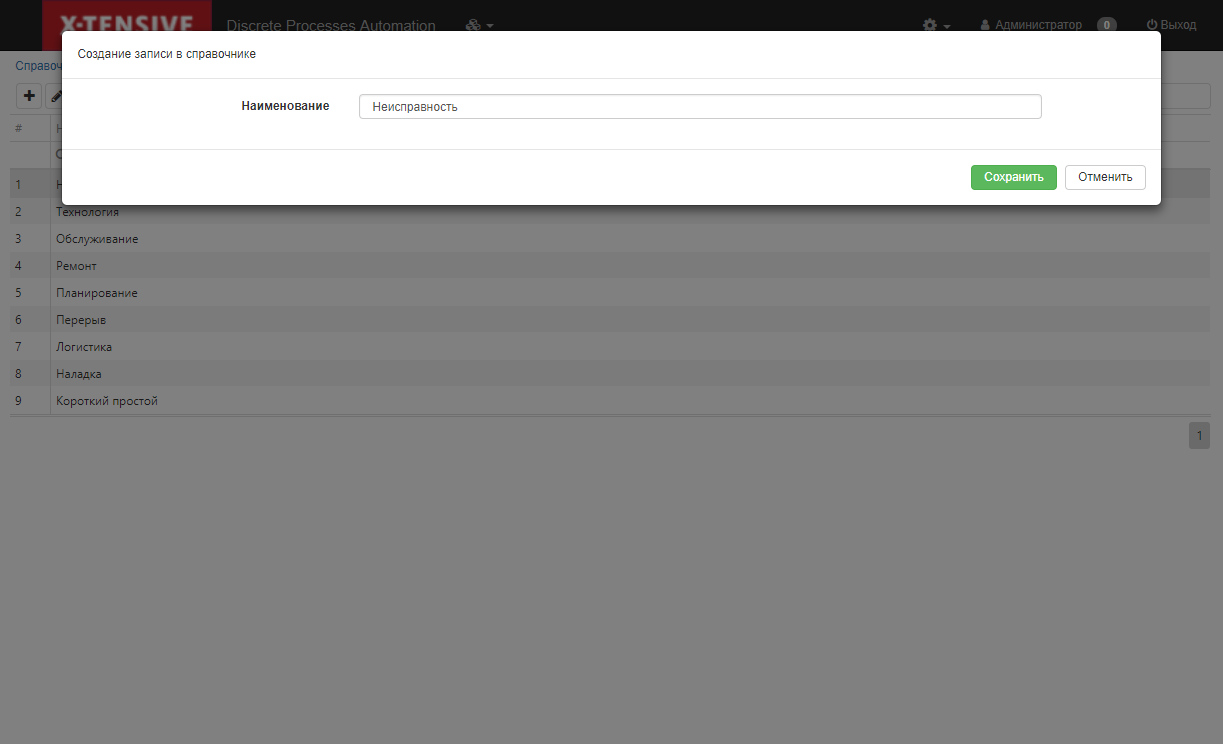 X-TENSIVE Discrete Processes Automation Администратор 0 Выход
Создание записи в справочнике
Наименование Неисправность
Сохранить Отменить
#
1
2 Технология
3 Обслуживание
4 Ремонт
5 Планирование
6 Перерыв
7 Логистика
8 Наладка
9 Короткий простой
1